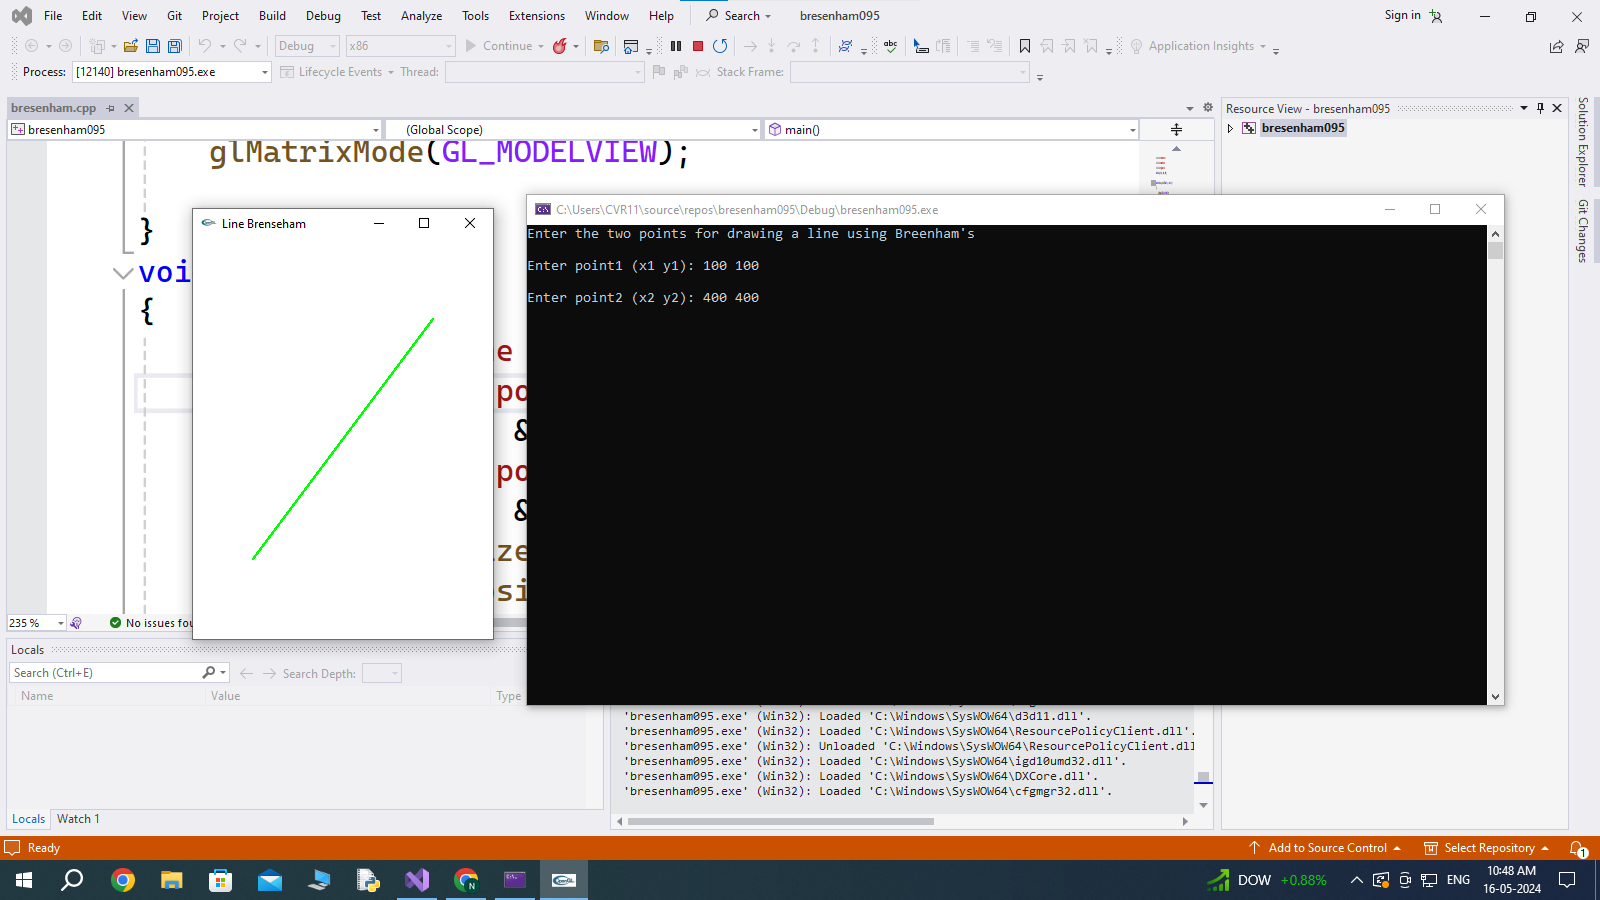 File Edit View Git Project Build Debug Test Analyze Tools Extensions Window Help Search bresenham095 Sign in
Debug x86 Continue Application Insights
Process: [12140] bresenham095.exe Lifecycle Events Thread: Stack Frame:
bresenham.cpp
bresenham095 (Global Scope) main()
glMatrixMode(GL_MODELVIEW);
}
voi
{
e
po
&
po
&
ize
osi
235 % No issues fou
Line Brenseham
C:\Users\CVR11\source\repos\bresenham095\Debug\bresenham095.exe
Enter the two points for drawing a line using Breenham's
Enter point1 (x1 y1): 100 100
Enter point2 (x2 y2): 400 400
Resource View - bresenham095
bresenham095
Solution Explorer
Git Changes
Locals
Search (Ctrl+E) Search Depth:
Name Value Type
Locals Watch 1
'bresenham095.exe' (Win32): Loaded 'C:\Windows\SysWOW64\d3d11.dll'.
'bresenham095.exe' (Win32): Loaded 'C:\Windows\SysWOW64\ResourcePolicyClient.dll'.
'bresenham095.exe' (Win32): Unloaded 'C:\Windows\SysWOW64\ResourcePolicyClient.dll
'bresenham095.exe' (Win32): Loaded 'C:\Windows\SysWOW64\igd10umd32.dll'.
'bresenham095.exe' (Win32): Loaded 'C:\Windows\SysWOW64\DXCore.dll'.
'bresenham095.exe' (Win32): Loaded 'C:\Windows\SysWOW64\cfgmgr32.dll'.
Ready Add to Source Control Select Repository 1
DOW +0.88% ENG 10:48 AM
16-05-2024